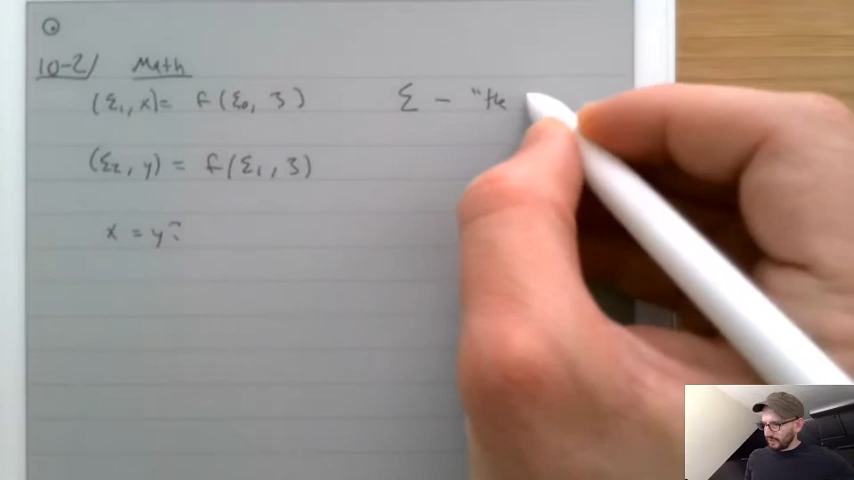 10-2/ Math
(Σ₁, x) = f(Σ₀, 3) Σ - "the
(Σ₂, y) = f(Σ₁, 3)
x = y?